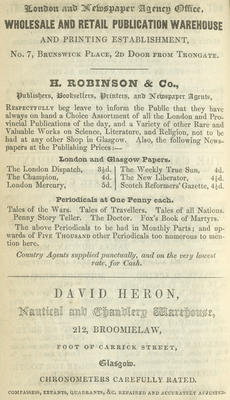 London and Newspaper Agency Office,
WHOLESALE AND RETAIL PUBLICATION WAREHOUSE
AND PRINTING ESTABLISHMENT,
No. 7, Brunswick Place, 2d Door from Trongate.
H. ROBINSON & Co.,
Publishers, Booksellers, Printers, and Newspaper Agents,
Respectfully beg leave to inform the Public that they have
always on hand a Choice Assortment of all the London and Pro-
vincial Publications of the day, and a Variety of other Rare and
Valuable Works on Science, Literature, and Religion, not to be
had at any other Shop in Glasgow. Also, the following News-
papers at the Publishing Prices:—
London and Glasgow Papers.
The London Dispatch, 3½d. The Weekly True Sun, 4d.
The Champion, 4d. The New Liberator, 4½d.
London Mercury, 5d. Scotch Reformers' Gazette, 4½d.
Periodicals at One Penny each.
Tales of the Wars. Tales of Travellers. Tales of all Nations.
Penny Story Teller. The Doctor. Fox's Book of Martyrs.
The above Periodicals to be had in Monthly Parts; and up-
wards of Five Thousand other Periodicals too numerous to men-
tion here.
Country Agents supplied punctually, and on the very lowest
rate, for Cash.
DAVID HERON,
Nautical and Chandlery Warehouse,
212, BROOMIELAW,
FOOT OF CARRICK STREET,
Glasgow.
CHRONOMETERS CAREFULLY RATED.
COMPASSES, EXTANTS, QUADRANTS, &C. REPAIRED AND ACCURATELY ADJUSTED.